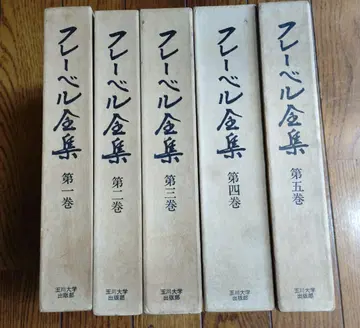 フレーベル全集
第一巻
玉川大学
出版部
フレーベル全集
第二巻
玉川大学
出版部
フレーベル全集
第三巻
玉川大学
出版部
フレーベル全集
第四巻
玉川大学
出版部
フレーベル全集
第五巻
玉川大学
出版部